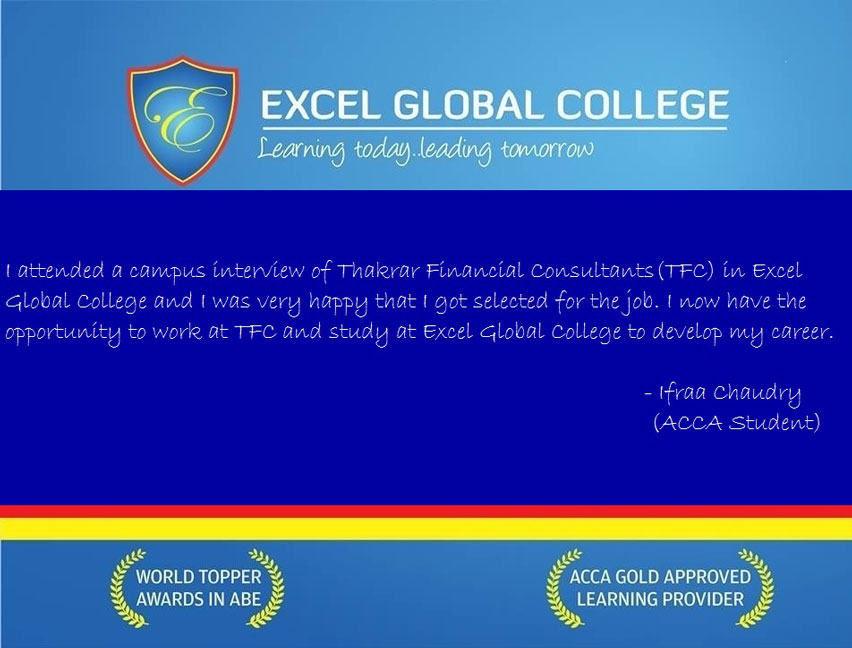 E
EXCEL GLOBAL COLLEGE
Learning today..leading tomorrow
I attended a campus interview of Thakrar Financial Consultants(TFC) in Excel
Global College and I was very happy that I got selected for the job. I now have the
opportunity to work at TFC and study at Excel Global College to develop my career.
- Ifraa Chaudry
(ACCA Student)
WORLD TOPPER
AWARDS IN ABE
ACCA GOLD APPROVED
LEARNING PROVIDER